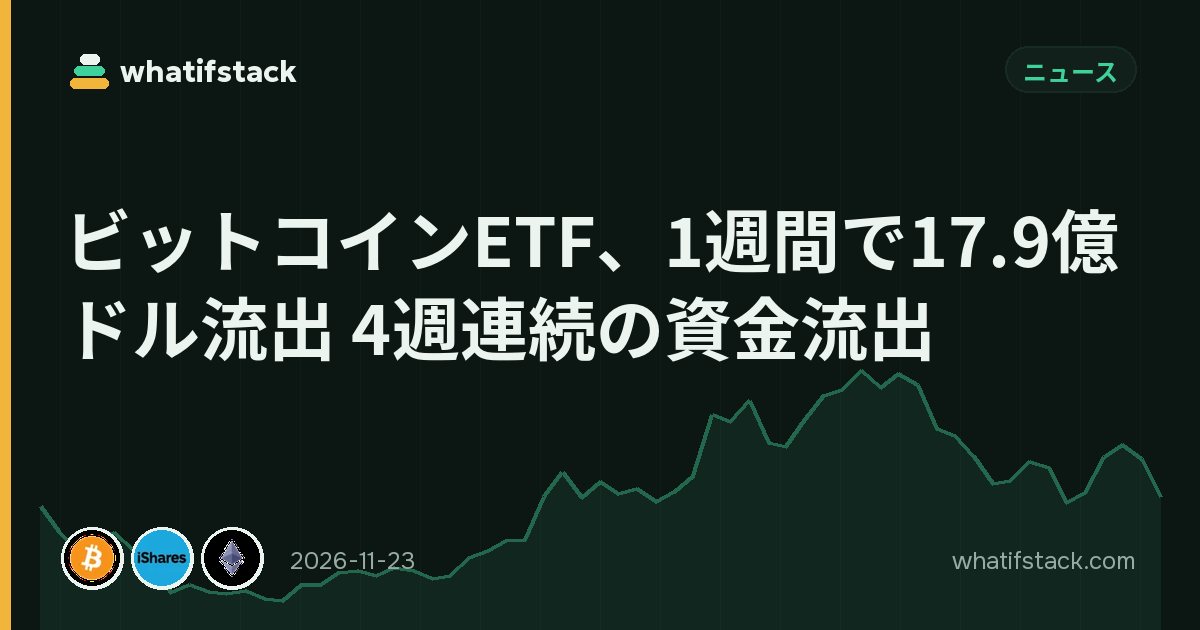 whatifstack
ニュース
ビットコインETF、1週間で17.9億
ドル流出 4週連続の資金流出
iShares
2026-11-23
whatifstack.com